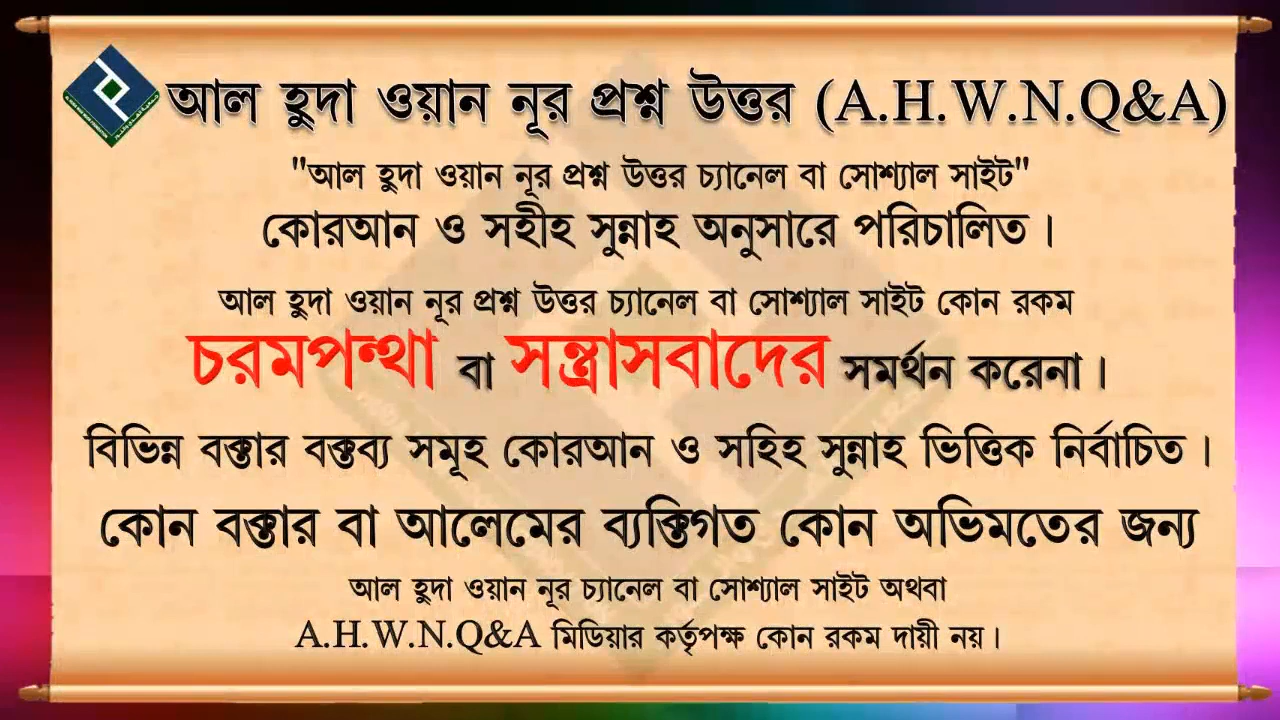 আল হুদা ওয়ান নূর প্রশ্ন উত্তর (A.H.W.N.Q&A)
"আল হুদা ওয়ান নূর প্রশ্ন উত্তর চ্যানেল বা সোশ্যাল সাইট"
কোরআন ও সহীহ সুন্নাহ অনুসারে পরিচালিত।
আল হুদা ওয়ান নূর প্রশ্ন উত্তর চ্যানেল বা সোশ্যাল সাইট কোন রকম
চরমপন্থা বা সন্ত্রাসবাদের সমর্থন করেনা।
বিভিন্ন বক্তার বক্তব্য সমূহ কোরআন ও সহিহ সুন্নাহ ভিত্তিক নির্বাচিত।
কোন বক্তার বা আলেমের ব্যক্তিগত কোন অভিমতের জন্য
আল হুদা ওয়ান নূর চ্যানেল বা সোশ্যাল সাইট অথবা
A.H.W.N.Q&A মিডিয়ার কর্তৃপক্ষ কোন রকম দায়ী নয়।